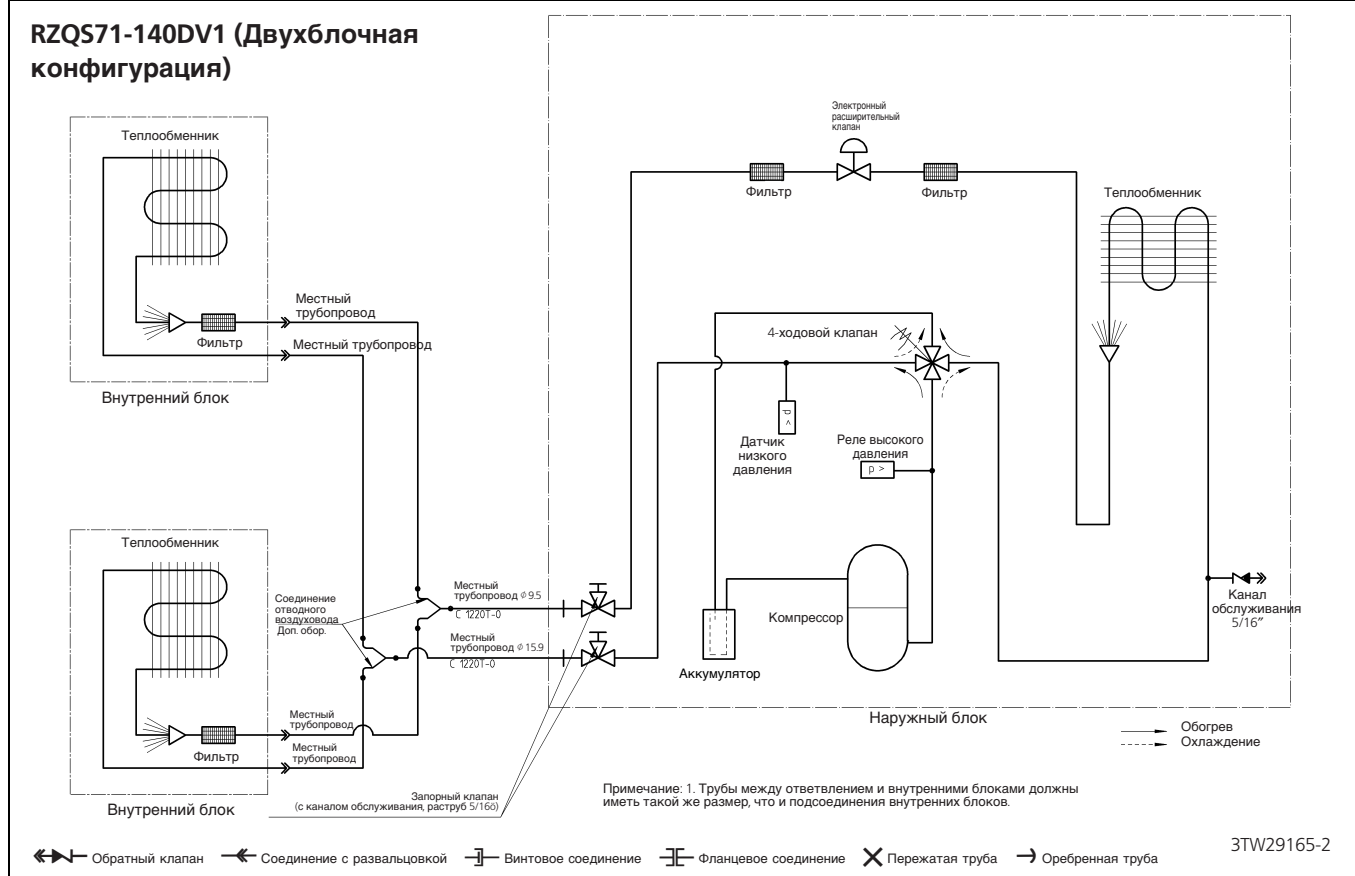 RZQS71-140DV1 (Двухблочная
конфигурация)
Теплообменник
Фильтр
Местный
трубопровод
Местный трубопровод
Внутренний блок
Электронный
расширительный
клапан
Фильтр
Фильтр
Теплообменник
4-ходовой клапан
p <
Датчик
низкого
давления
Реле высокого
давления
p >
Компрессор
Аккумулятор
Канал
обслуживания
5/16”
Наружный блок
Теплообменник
Соединение
отводного
воздуховода
Доп. обор.
Местный
трубопровод ø 9.5
C 1220T-0
Местный
трубопровод ø 15.9
C 1220T-0
Местный
трубопровод
Местный
трубопровод
Фильтр
Внутренний блок
Запорный клапан
(с каналом обслуживания, раструб 5/16ö)
Обогрев
Охлаждение
Примечание: 1. Трубы между ответвлением и внутренними блоками должны
иметь такой же размер, что и подсоединения внутренних блоков.
Обратный клапан
Соединение с развальцовкой
Винтовое соединение
Фланцевое соединение
Пережатая труба
Оребренная труба
3TW29165-2